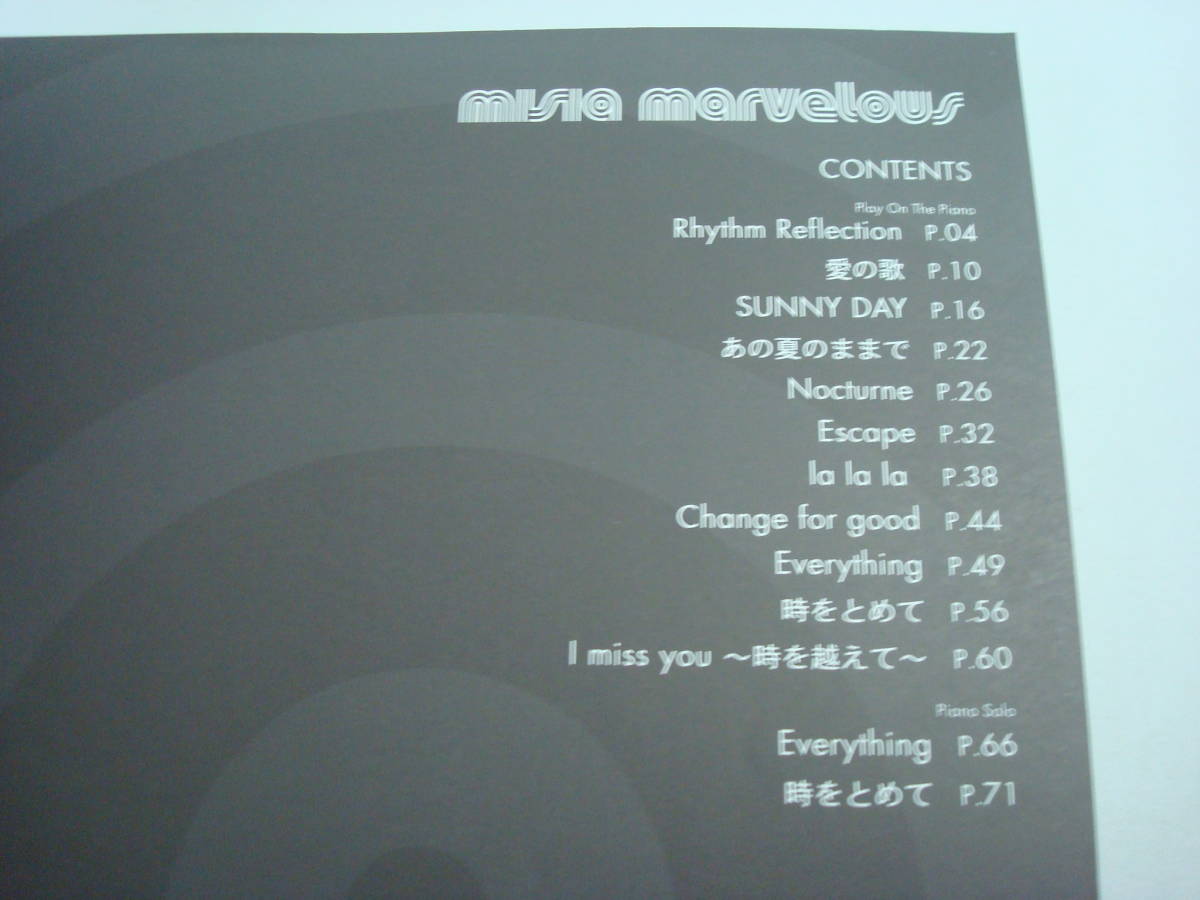 misia marvelous
CONTENTS
Play On The Piano
Rhythm Reflection P..04
愛の歌 P..10
SUNNY DAY P..16
あの夏のままで P..22
Nocturne P..26
Escape P..32
la la la P..38
Change for good P..44
Everything P..49
時をとめて P..56
I miss you ～時を越えて～ P..60
Piano Solo
Everything P..66
時をとめて P..71